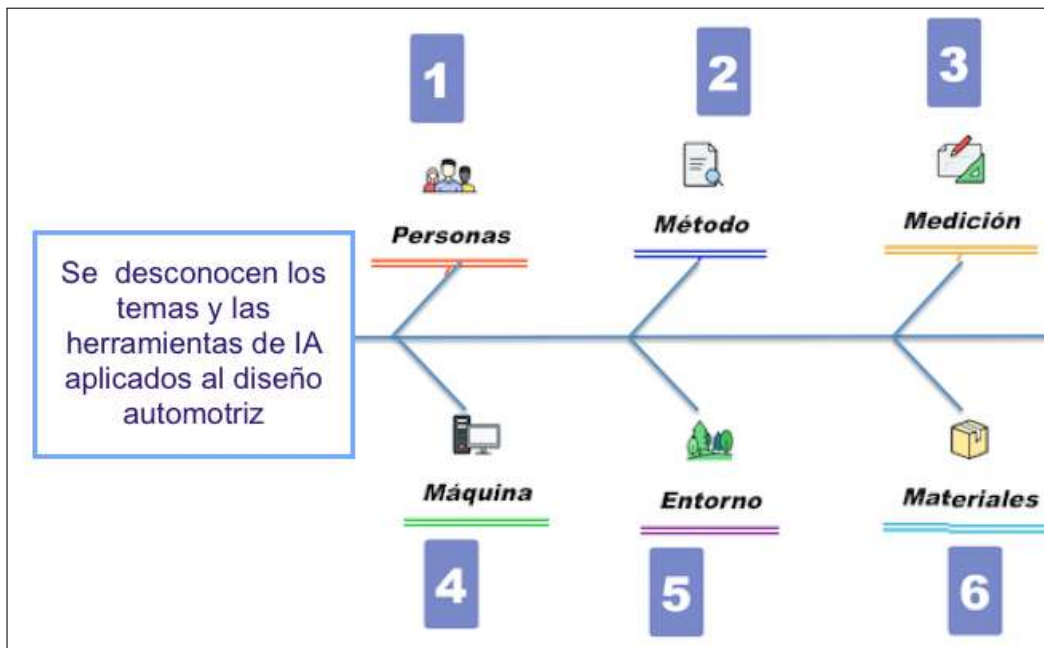 1
2
3
Personas
Método
Medición
Se desconocen los
temas y las
herramientas de IA
aplicados al diseño
automotriz
Máquina
Entorno
Materiales
4
5
6